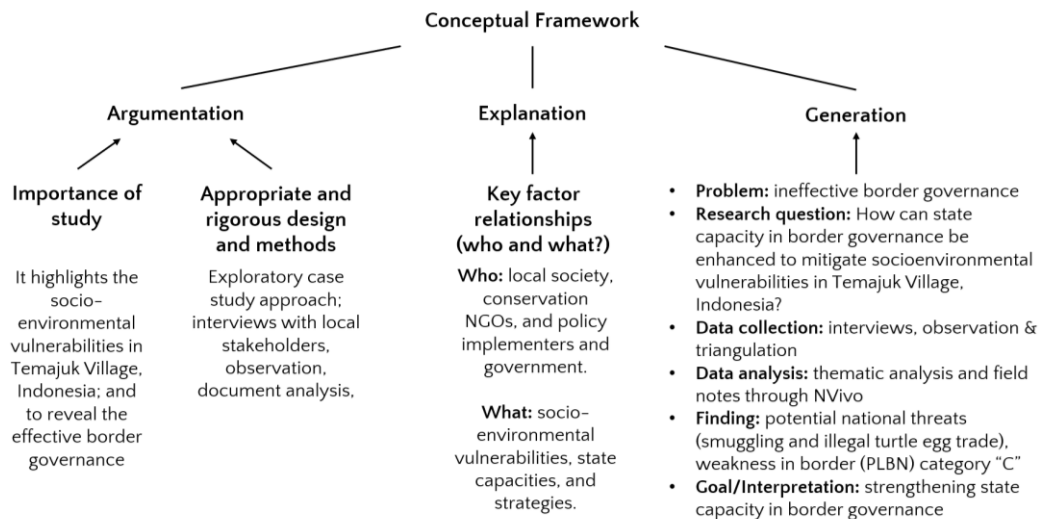 Conceptual Framework
Argumentation
Importance of
study
It highlights the
socio-
environmental
vulnerabilities in
Temajuk Village,
Indonesia; and
to reveal the
effective border
governance
Appropriate and
rigorous design
and methods
Exploratory case
study approach;
interviews with local
stakeholders,
observation,
document analysis,
Explanation
Key factor
relationships
(who and what?)
Who: local society,
conservation
NGOs, and policy
implementers and
government.
What: socio-
environmental
vulnerabilities, state
capacities, and
strategies.
Generation
• Problem: ineffective border governance
• Research question: How can state
capacity in border governance be
enhanced to mitigate socioenvironmental
vulnerabilities in Temajuk Village,
Indonesia?
• Data collection: interviews, observation &
triangulation
• Data analysis: thematic analysis and field
notes through NVivo
• Finding: potential national threats
(smuggling and illegal turtle egg trade),
weakness in border (PLBN) category “C”
• Goal/Interpretation: strengthening state
capacity in border governance